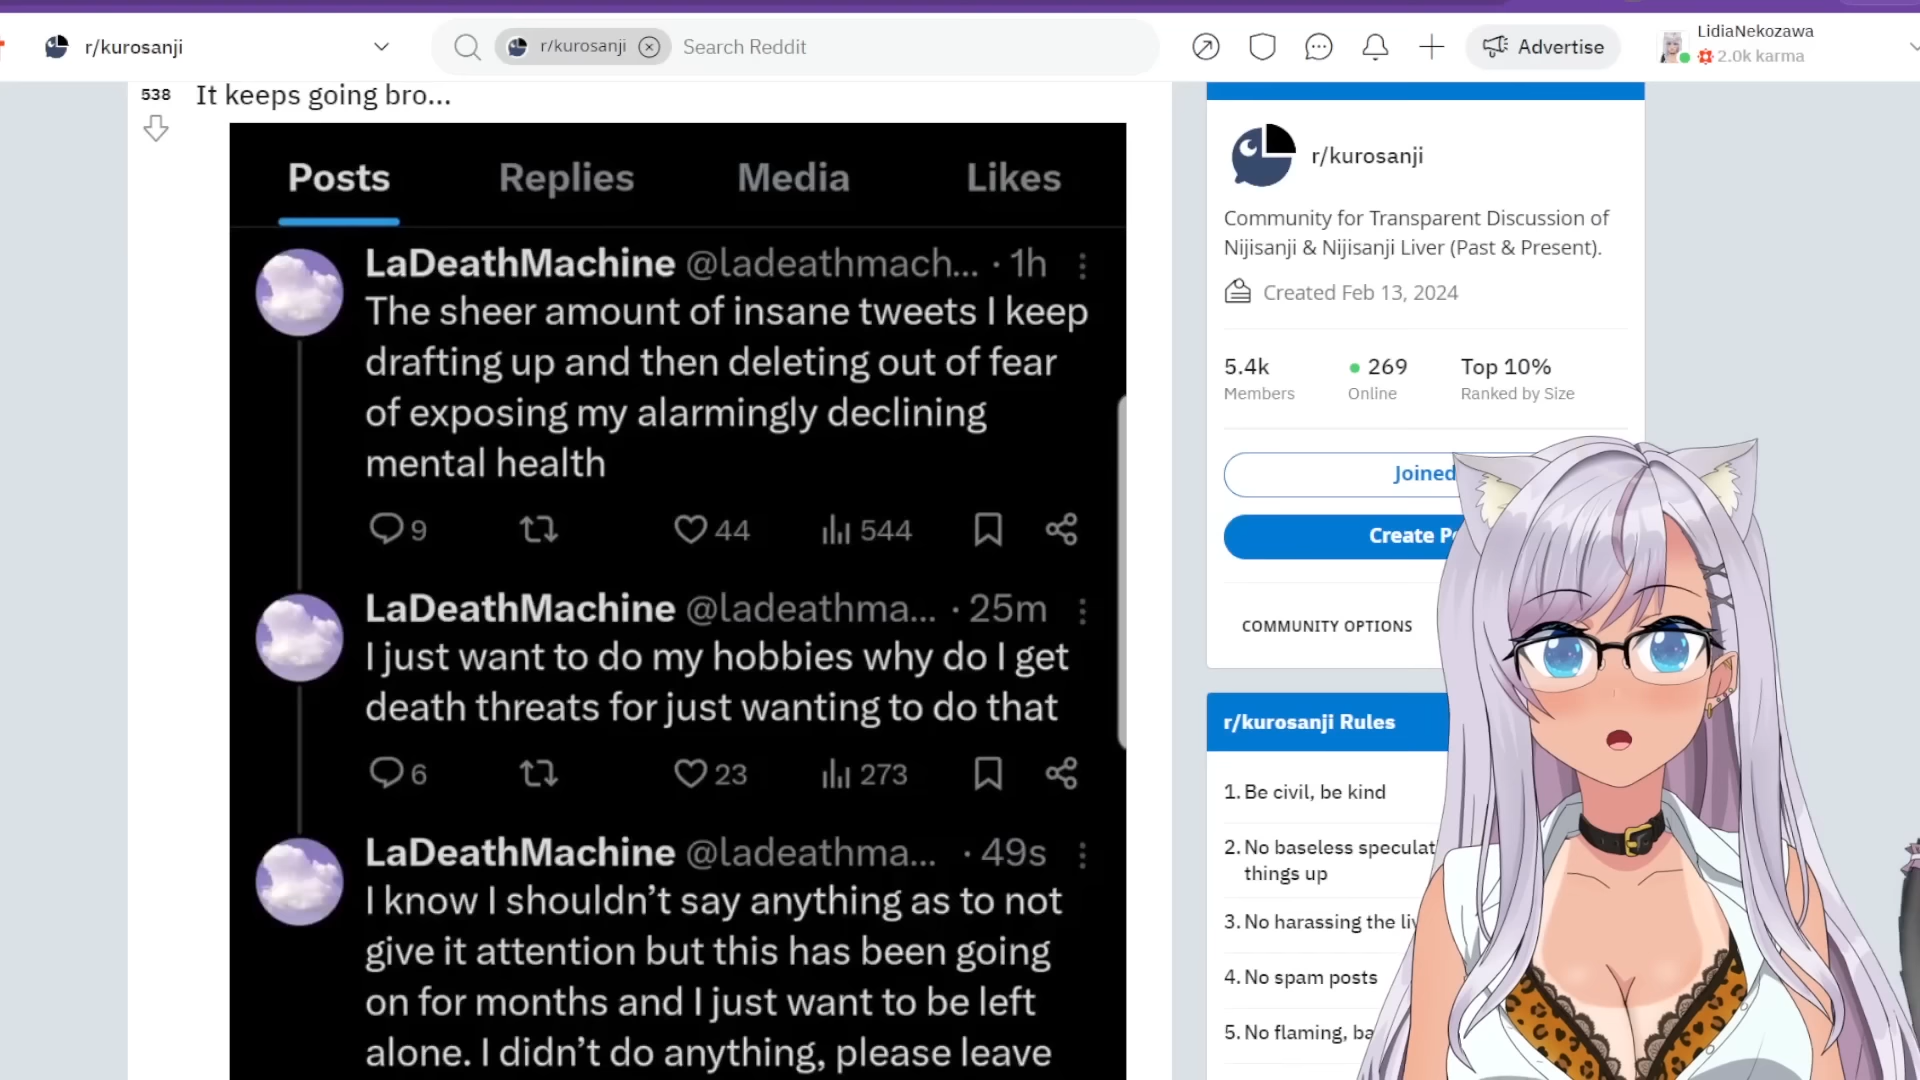 r/kurosanji
r/kurosanji
Search Reddit
Advertise
LidiaNekozawa
2.0k karma
538
It keeps going bro...
Posts
Replies
Media
Likes
LaDeathMachine @ladeathmach... · 1h
The sheer amount of insane tweets I keep
drafting up and then deleting out of fear
of exposing my alarmingly declining
mental health
9
44
544
LaDeathMachine @ladeathma... · 25m
I just want to do my hobbies why do I get
death threats for just wanting to do that
6
23
273
LaDeathMachine @ladeathma... · 49s
I know I shouldn’t say anything as to not
give it attention but this has been going
on for months and I just want to be left
alone. I didn’t do anything, please leave
r/kurosanji
Community for Transparent Discussion of
Nijisanji & Nijisanji Liver (Past & Present).
Created Feb 13, 2024
5.4k
Members
269
Online
Top 10%
Ranked by Size
Joined
Create P
COMMUNITY OPTIONS
r/kurosanji Rules
1. Be civil, be kind
2. No baseless speculat
things up
3. No harassing the li
4. No spam posts
5. No flaming, ba